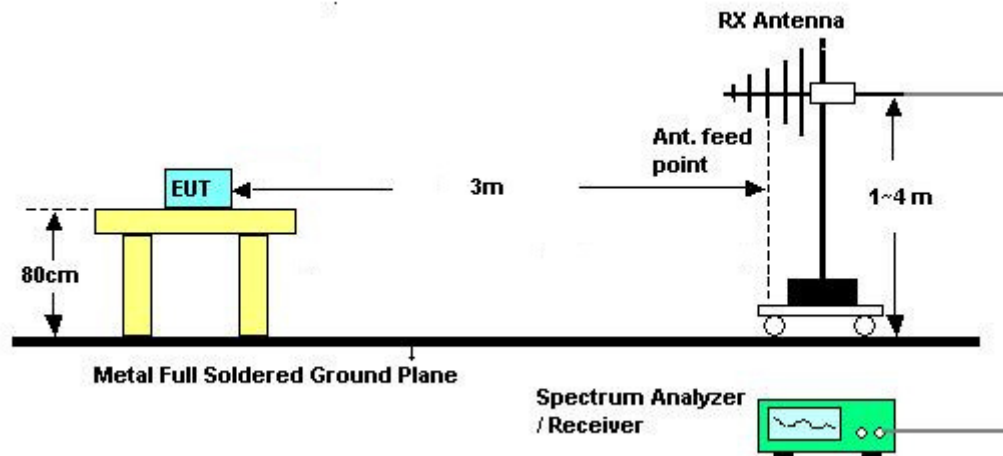 RX Antenna
Ant. feed
point
EUT
3m
1~4 m
80cm
Metal Full Soldered Ground Plane
Spectrum Analyzer
/ Receiver